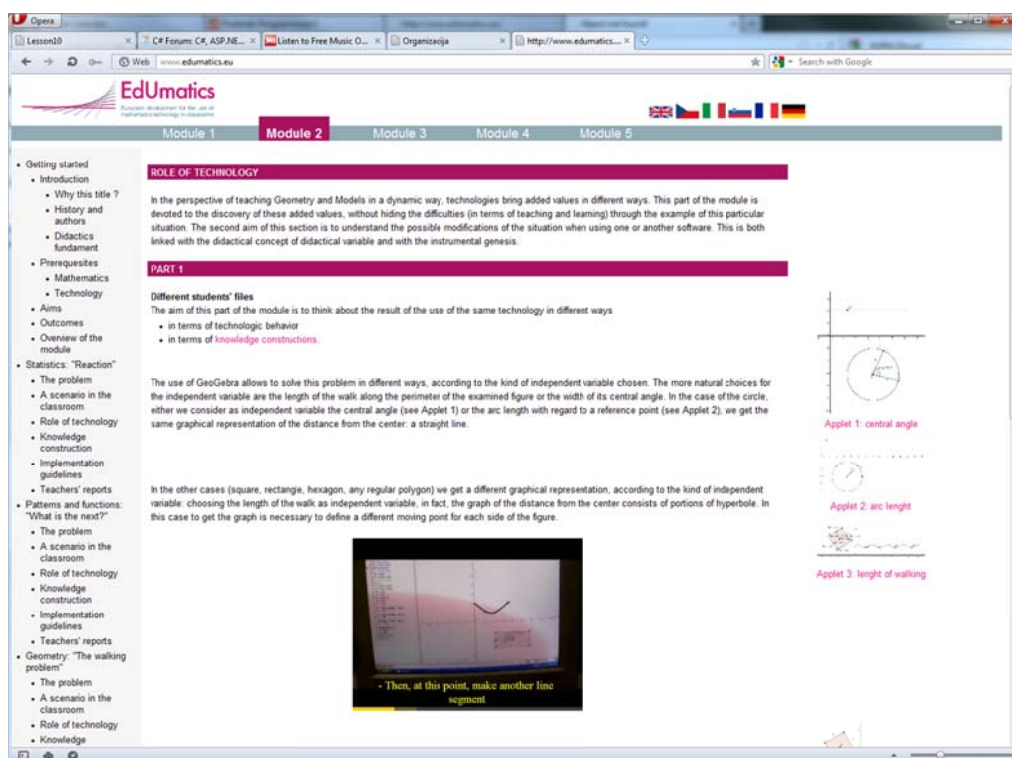 Opera
Lesson10
C# Forum: C#, ASP.NE...
Listen to Free Music O...
Organizacija
http://www.edumatics....
Web
www.edumatics.eu
Search with Google
EdUmatics
European development for the use of
mathematics technology in classrooms
Module 1
Module 2
Module 3
Module 4
Module 5
Getting started
Introduction
Why this title ?
History and
authors
Didactics
fundament
Prerequesites
Mathematics
Technology
Aims
Outcomes
Overview of the
module
Statistics: "Reaction"
The problem
A scenario in the
classroom
Role of technology
Knowledge
construction
Implementation
guidelines
Teachers' reports
Patterns and functions:
"What is the next?"
The problem
A scenario in the
classroom
Role of technology
Knowledge
construction
Implementation
guidelines
Teachers' reports
Geometry: "The walking
problem"
The problem
A scenario in the
classroom
Role of technology
Knowledge
ROLE OF TECHNOLOGY
In the perspective of teaching Geometry and Models in a dynamic way, technologies bring added values in different ways. This part of the module is
devoted to the discovery of these added values, without hiding the difficulties (in terms of teaching and learning) through the example of this particular
situation. The second aim of this section is to understand the possible modifications of the situation when using one or another software. This is both
linked with the didactical concept of didactical variable and with the instrumental genesis.
PART 1
Different students' files
The aim of this part of the module is to think about the result of the use of the same technology in different ways
in terms of technologic behavior
in terms of knowledge constructions.
The use of GeoGebra allows to solve this problem in different ways, according to the kind of independent variable chosen. The more natural choices for
the independent variable are the length of the walk along the perimeter of the examined figure or the width of its central angle. In the case of the circle,
either we consider as independent variable the central angle (see Applet 1) or the arc length with regard to a reference point (see Applet 2), we get the
same graphical representation of the distance from the center: a straight line.
In the other cases (square, rectangle, hexagon, any regular polygon) we get a different graphical representation, according to the kind of independent
variable: choosing the length of the walk as independent variable, in fact, the graph of the distance from the center consists of portions of hyperbole. In
this case to get the graph is necessary to define a different moving point for each side of the figure.
- Then, at this point, make another line
segment
Applet 1: central angle
Applet 2: arc lenght
Applet 3: lenght of walking